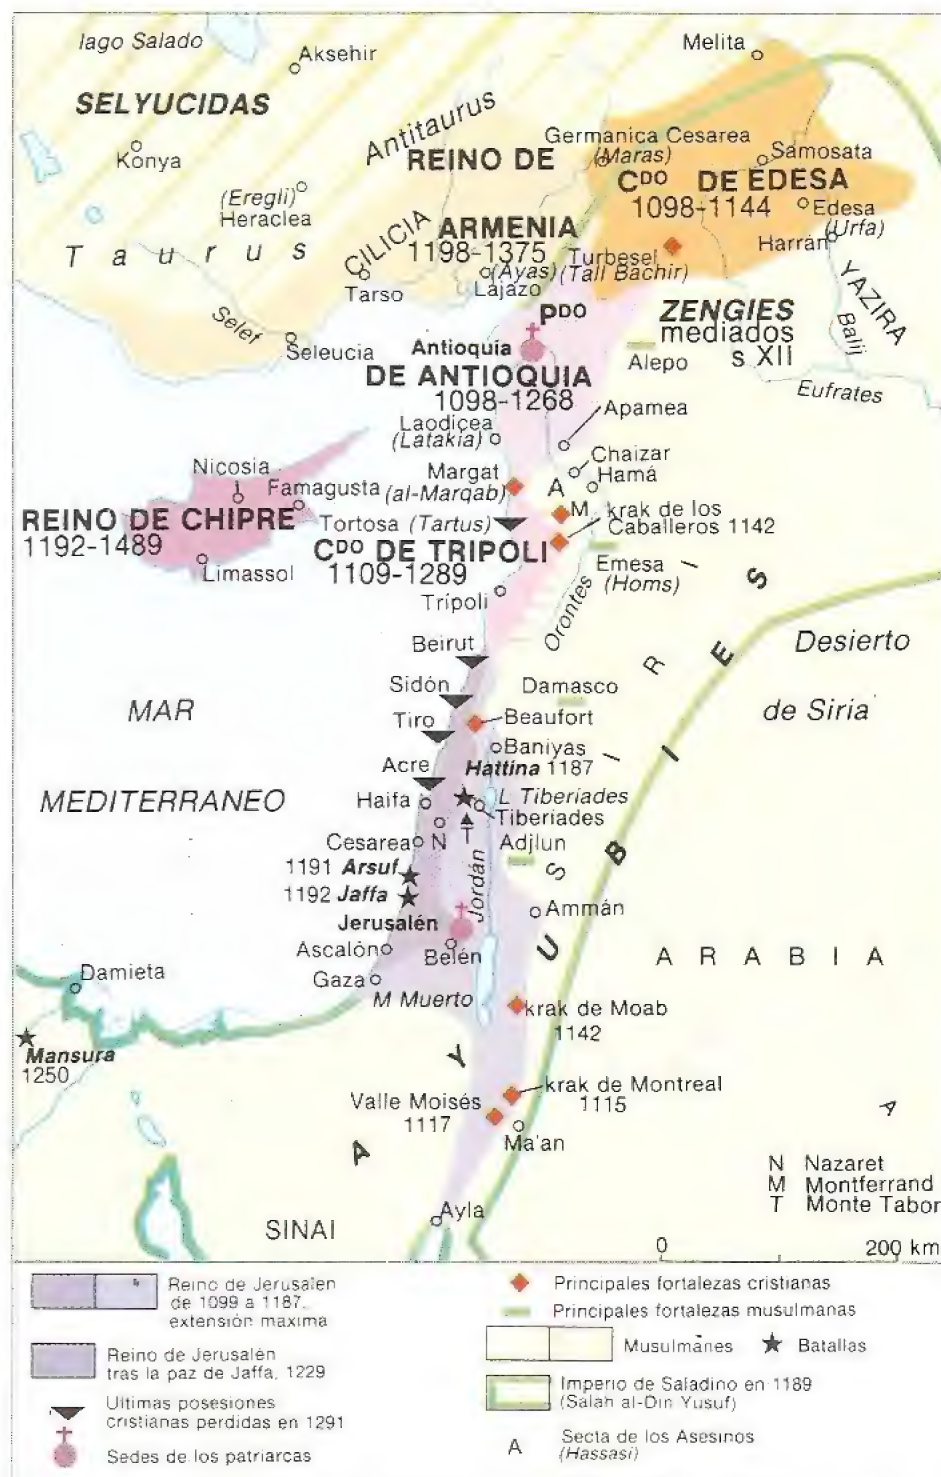 lago Salado
Aksehir
Melita
SELYUCIDAS
Antitaurus
Konya
REINO DE
Germanica Cesarea
(Maras)
Samosata
CDO DE EDESA
1098-1144
(Eregli)
Heraclea
ARMENIA
1198-1375
Edesa
(Urfa)
Harrán
Taurus
CILICIA
Tarso
(Ayas)
Lajazo
Turbesel
(Tall Bachir)
YAZIRA
Balij
Selef
Seleucia
PDO
Antioquía
DE ANTIOQUIA
1098-1268
ZENGIES
mediados
s XII
Alepo
Eufrates
Laodicea
(Latakia)
Apamea
Chaizar
Hamá
Nicosia
Famagusta
Margat
(al-Marqab)
A
M
krak de los
Caballeros 1142
REINO DE CHIPRE
1192-1489
Limassol
Tortosa (Tartus)
CDO DE TRIPOLI
1109-1289
Emesa
(Homs)
Trípoli
Orontes
Beirut
Sidón
Damasco
Desierto
de Siria
MAR
MEDITERRANEO
Tiro
Beaufort
Baniyas
Hattina 1187
Acre
Haifa
L Tiberíades
Tiberíades
T
Cesarea
N
Adjlun
Jordán
1191 Arsuf
1192 Jaffa
Jerusalén
Ammán
Ascalón
Belén
Gaza
M Muerto
AYUBIES
ARABIA
Damieta
Mansura
1250
krak de Moab
1142
krak de Montreal
1115
Valle Moisés
1117
Ma'an
Ayla
SINAI
N Nazaret
M Montferrand
T Monte Tabor
0 200 km
Reino de Jerusalén
de 1099 a 1187.
extensión maxima
Reino de Jerusalén
tras la paz de Jaffa, 1229
Ultimas posesiones
cristianas perdidas en 1291
Sedes de los patriarcas
Principales fortalezas cristianas
Principales fortalezas musulmanas
Musulmanes
Batallas
Imperio de Saladino en 1189
(Salah al-Din Yusuf)
A
Secta de los Asesinos
(Hassasi)